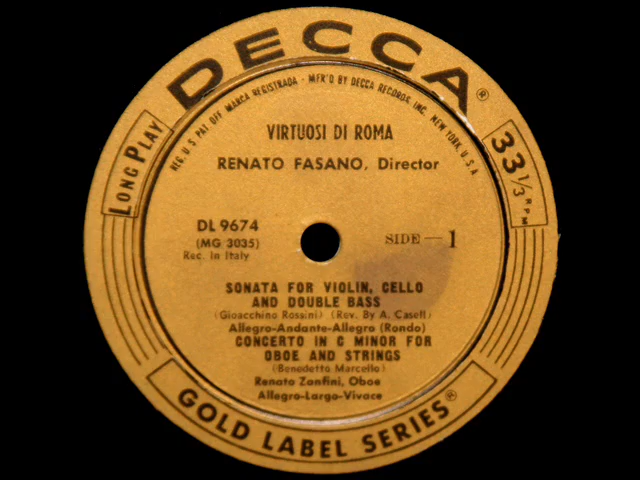 DECCA®
REG. U.S. PAT. OFF. MARCA REGISTRADA - MF'R'D BY DECCA RECORDS, INC., NEW YORK, U.S.A.
LONG PLAY
33 1/3 RPM
VIRTUOSI DI ROMA
RENATO FASANO, Director
DL 9674
(MG 3035)
Rec. in Italy
SIDE — 1
SONATA FOR VIOLIN, CELLO
AND DOUBLE BASS
(Gioacchino Rossini) (Rev. By A. Casell)
Allegro-Andante-Allegro (Rondo)
CONCERTO IN C MINOR FOR
OBOE AND STRINGS
(Benedetto Marcello)
Renato Zanfini, Oboe
Allegro-Largo-Vivace
GOLD LABEL SERIES®